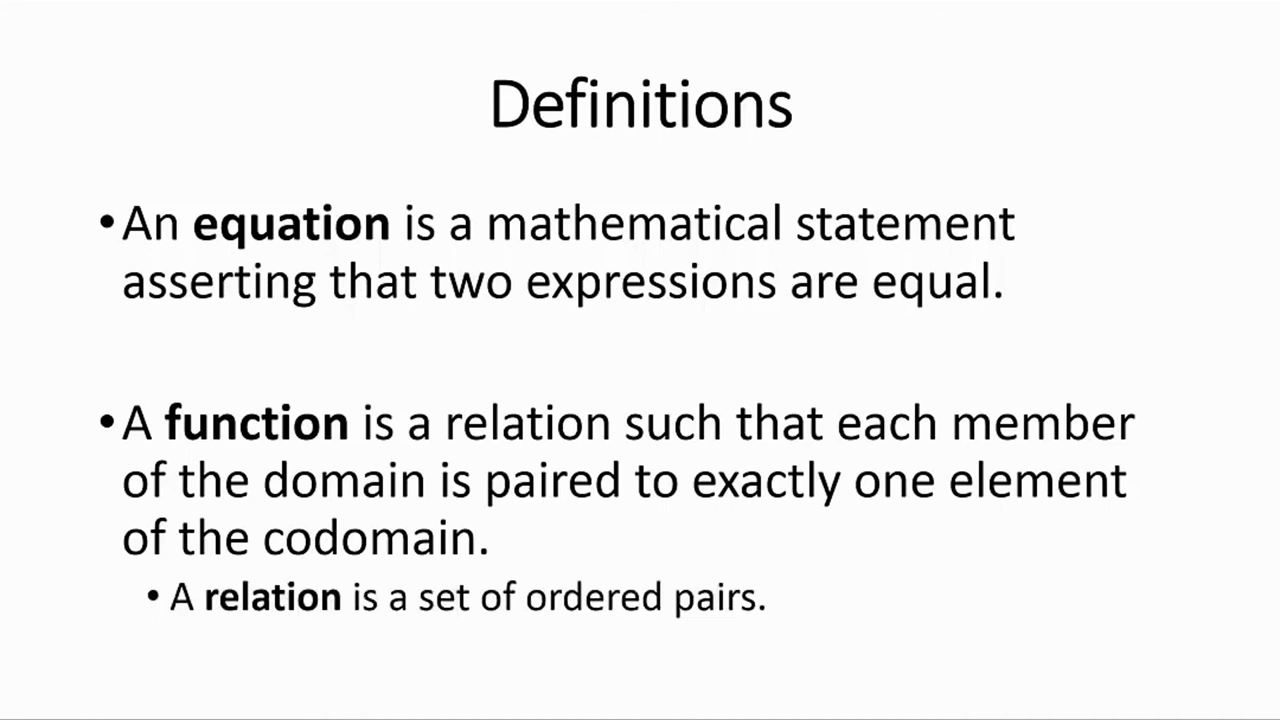 Definitions
•An equation is a mathematical statement
asserting that two expressions are equal.
•A function is a relation such that each member
of the domain is paired to exactly one element
of the codomain.
• A relation is a set of ordered pairs.